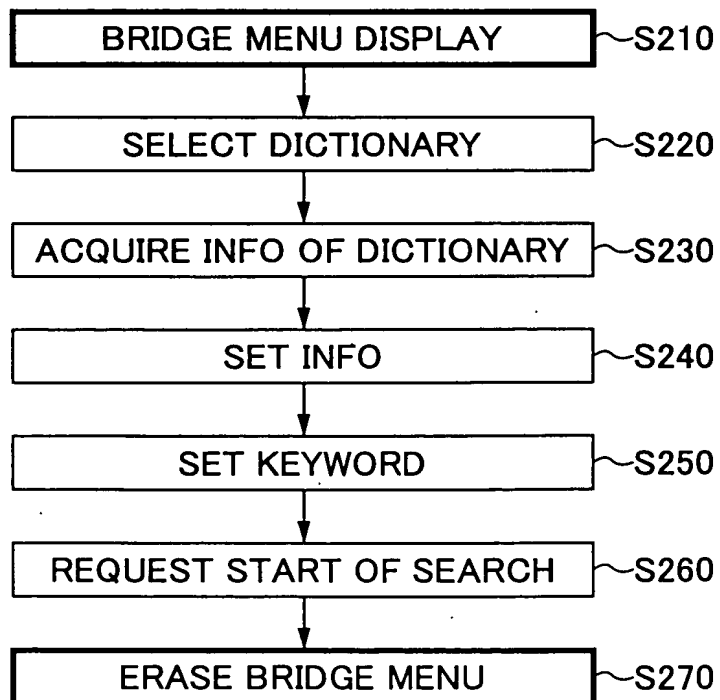 BRIDGE MENU DISPLAY ~S210
SELECT DICTIONARY ~S220
ACQUIRE INFO OF DICTIONARY ~S230
SET INFO ~S240
SET KEYWORD ~S250
REQUEST START OF SEARCH ~S260
ERASE BRIDGE MENU ~S270